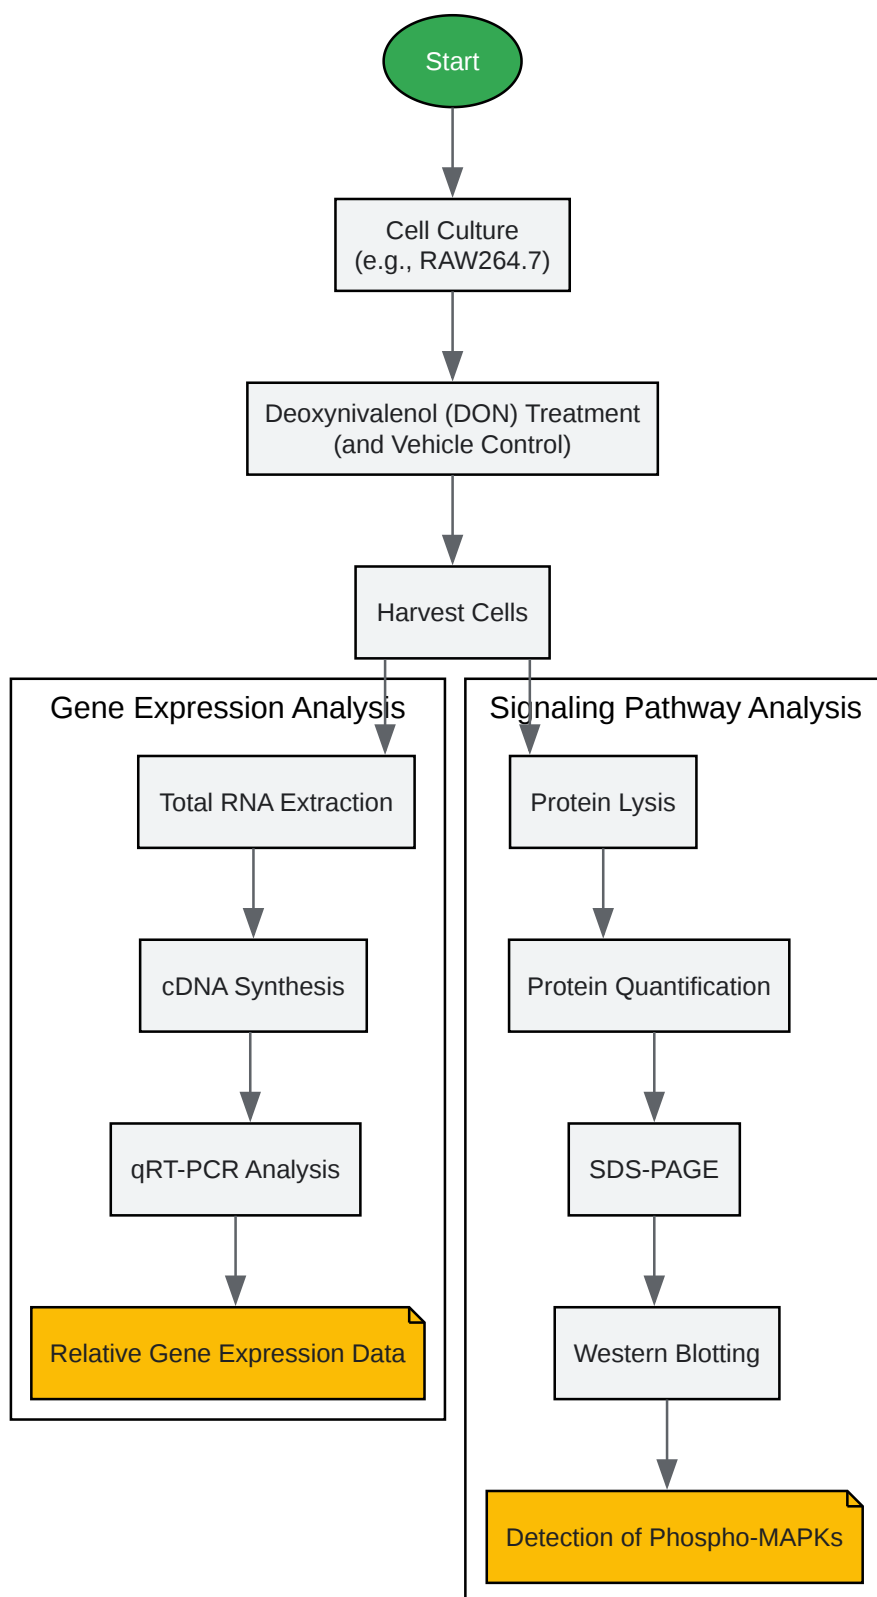 Start
Cell Culture
(e.g., RAW264.7)
Deoxynivalenol (DON) Treatment
(and Vehicle Control)
Harvest Cells
Gene Expression Analysis
Total RNA Extraction
cDNA Synthesis
qRT-PCR Analysis
Relative Gene Expression Data
Signaling Pathway Analysis
Protein Lysis
Protein Quantification
SDS-PAGE
Western Blotting
Detection of Phospho-MAPKs